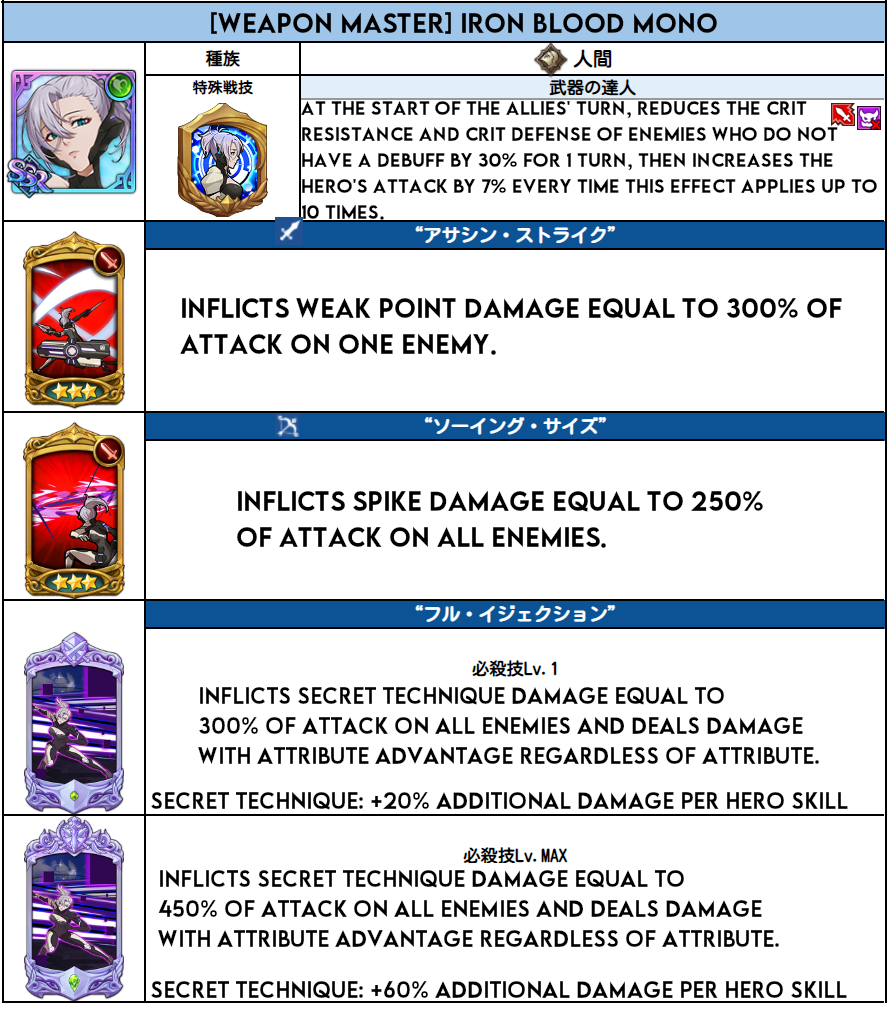 [WEAPON MASTER] IRON BLOOD MONO
種族
人間
特殊戦技
武器の達人
AT THE START OF THE ALLIES' TURN, REDUCES THE CRIT
RESISTANCE AND CRIT DEFENSE OF ENEMIES WHO DO NOT
HAVE A DEBUFF BY 30% FOR 1 TURN, THEN INCREASES THE
HERO'S ATTACK BY 7% EVERY TIME THIS EFFECT APPLIES UP TO
10 TIMES.
SSR
“アサシン・ストライク”
INFLICTS WEAK POINT DAMAGE EQUAL TO 300% OF
ATTACK ON ONE ENEMY.
“ソーイング・サイズ”
INFLICTS SPIKE DAMAGE EQUAL TO 250%
OF ATTACK ON ALL ENEMIES.
“フル・イジェクション”
必殺技Lv.1
INFLICTS SECRET TECHNIQUE DAMAGE EQUAL TO
300% OF ATTACK ON ALL ENEMIES AND DEALS DAMAGE
WITH ATTRIBUTE ADVANTAGE REGARDLESS OF ATTRIBUTE.
SECRET TECHNIQUE: +20% ADDITIONAL DAMAGE PER HERO SKILL
必殺技Lv.MAX
INFLICTS SECRET TECHNIQUE DAMAGE EQUAL TO
450% OF ATTACK ON ALL ENEMIES AND DEALS DAMAGE
WITH ATTRIBUTE ADVANTAGE REGARDLESS OF ATTRIBUTE.
SECRET TECHNIQUE: +60% ADDITIONAL DAMAGE PER HERO SKILL